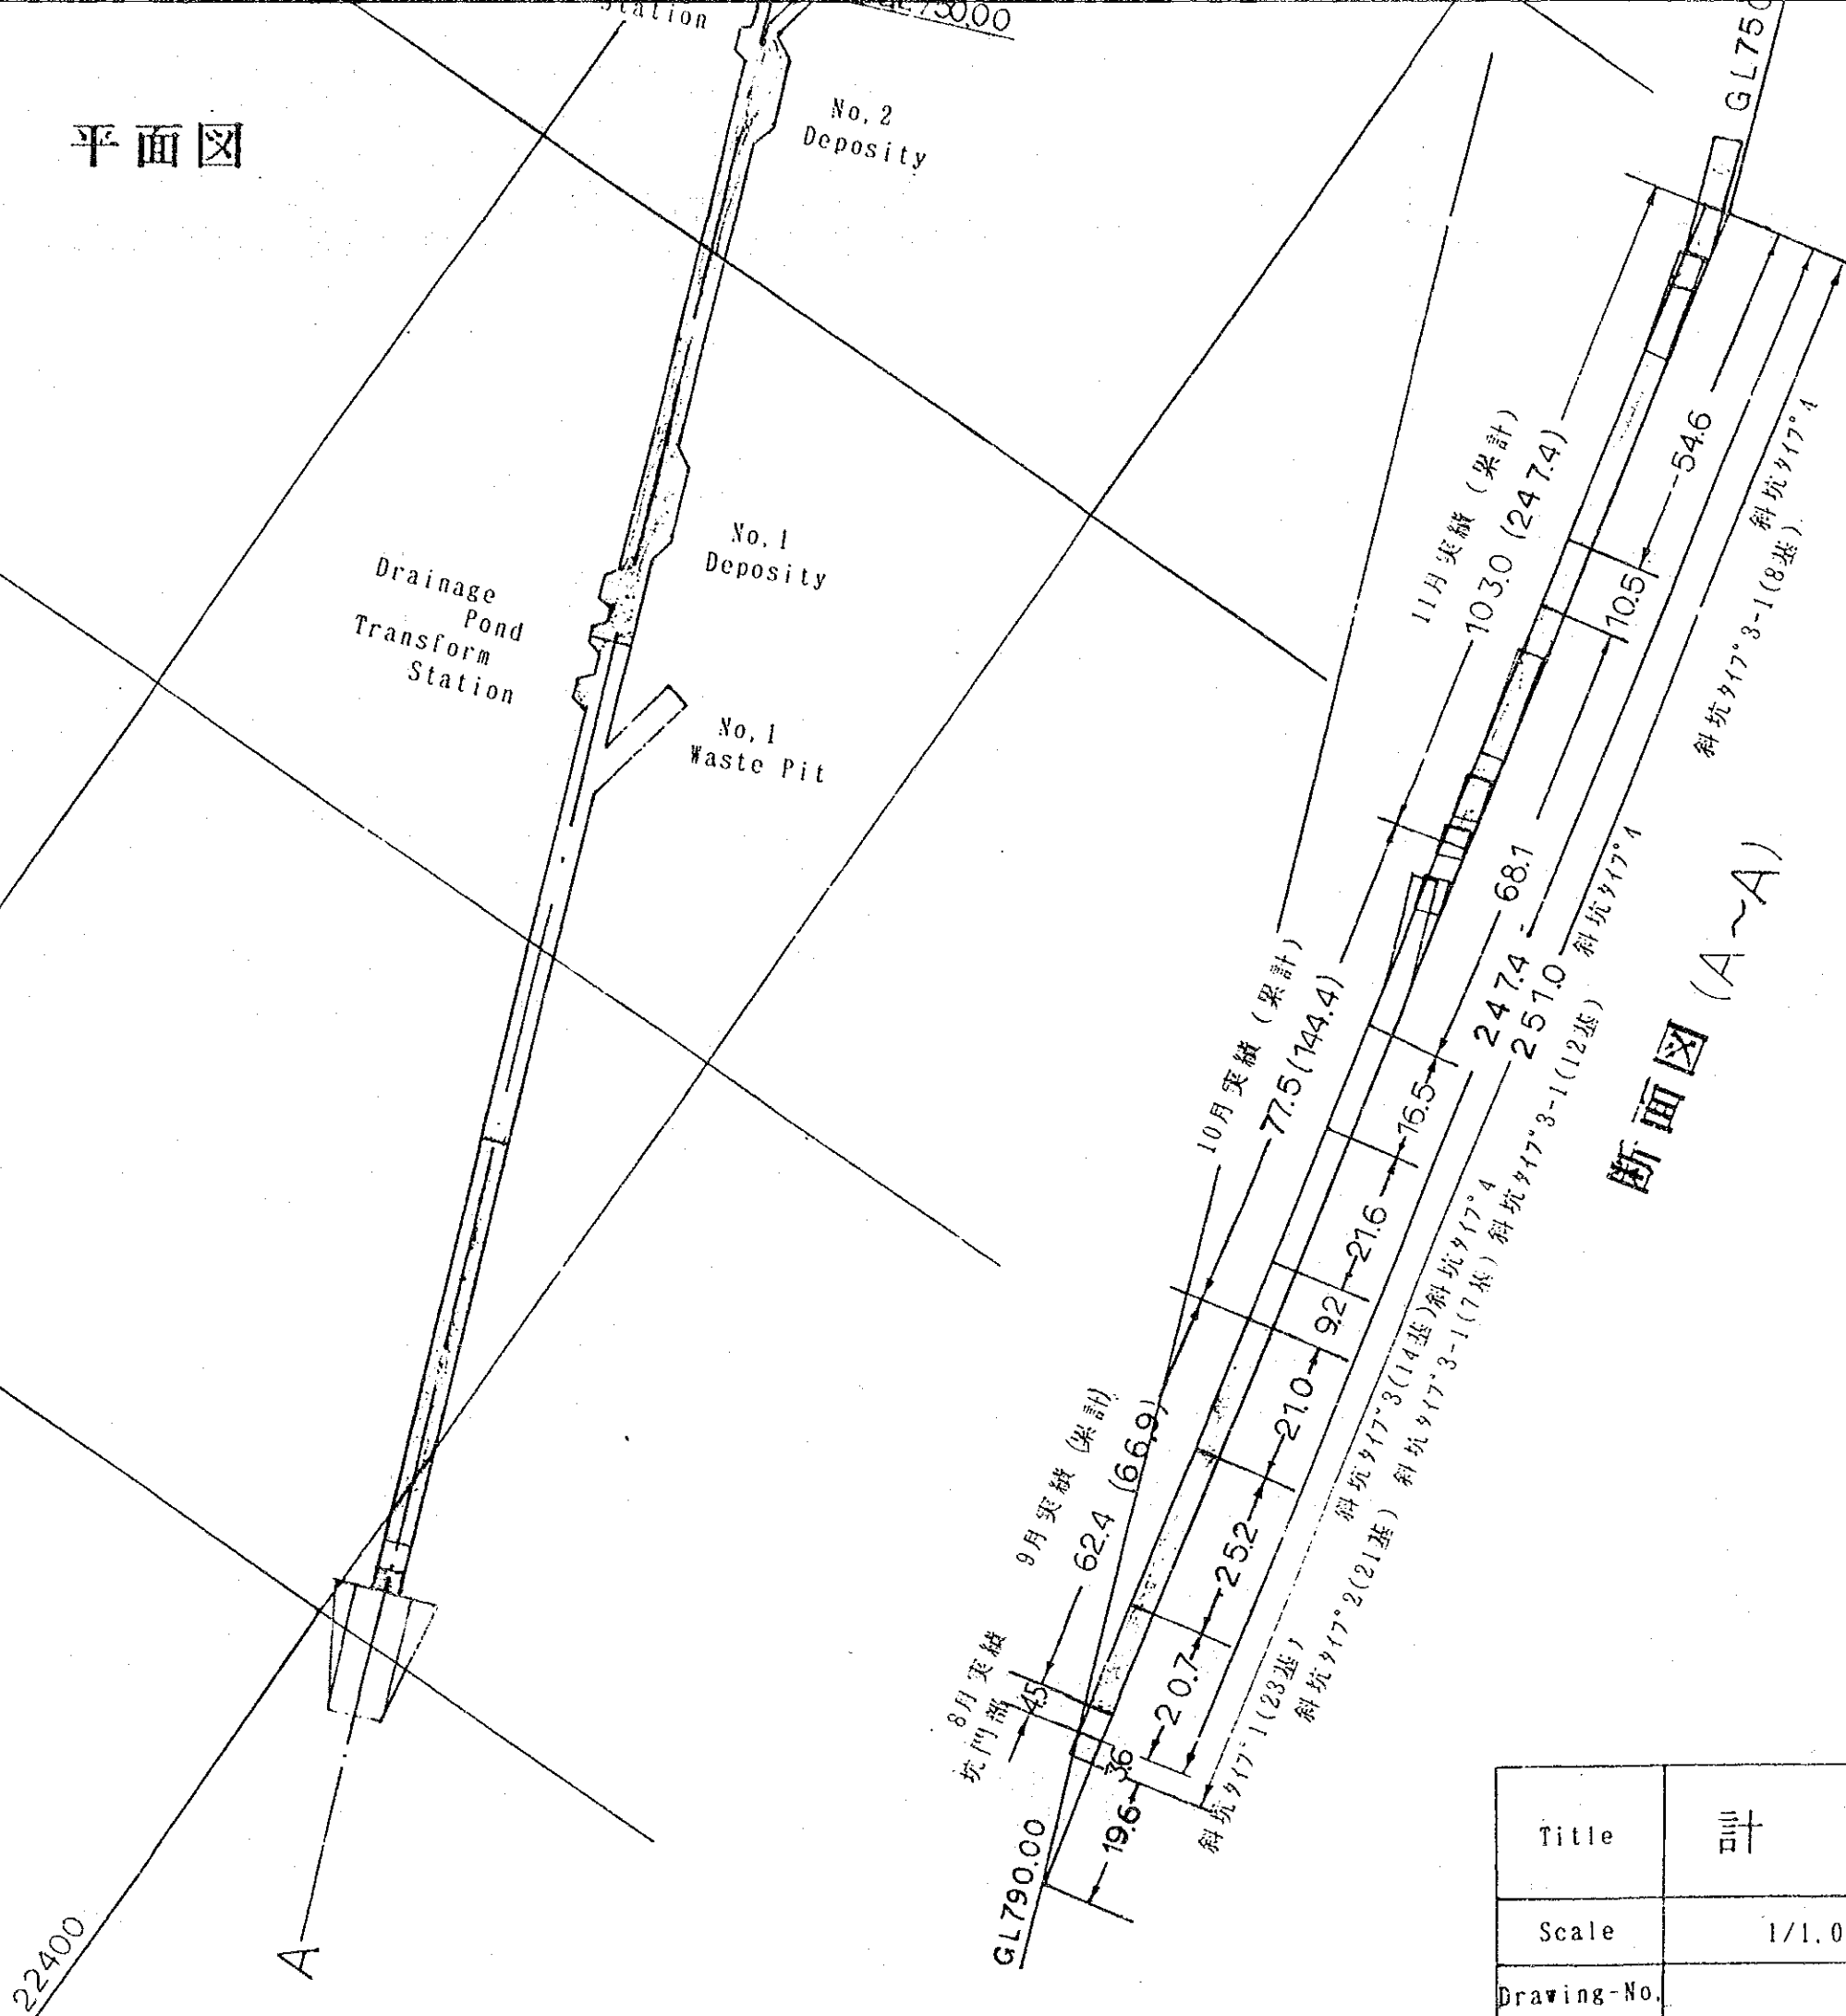 Station
750.00
No.2
Deposity
平面図
No.1
Deposity
Drainage
Pond
Transform
Station
No.1
Waste Pit
A
22400
GL750
11月実績（累計）
103.0 (247.4)
54.6
10.5
斜坑タイプ4
斜坑タイプ3-1(8基)
10月実績（累計）
77.5(144.4)
68.1
247.4
251.0
斜坑タイプ4
斜坑タイプ3-1(12基)
16.5
21.6
9.2
21.0
25.2
20.7
3.6
19.6
斜坑タイプ4
斜坑タイプ3-1(7基)
斜坑タイプ3(14基)
斜坑タイプ2(21基)
斜坑タイプ1(23基)
9月実績（累計）
62.4 (66.9)
8月実績
坑門部
4.5
GL790.00
断面図 (A～A)
Title
計
Scale
1/1.0
Drawing-No.